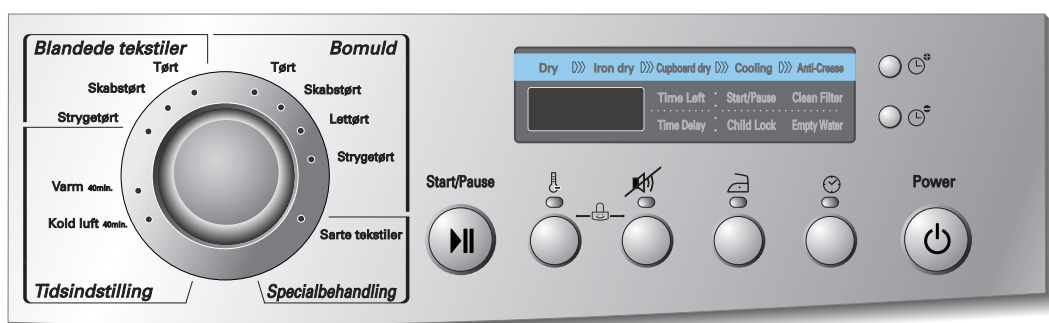 Blandede tekstiler
Tørt
Skabstørt
Strygetørt
Bomuld
Tørt
Skabstørt
Lettørt
Strygetørt
Varm 40min.
Kold luft 40min.
Tidsindstilling
Sarte tekstiler
Specialbehandling
Dry Iron dry Cupboard dry Cooling Anti-Crease
Time Left Start/Pause Clean Filter
Time Delay Child Lock Empty Water
Start/Pause
Power